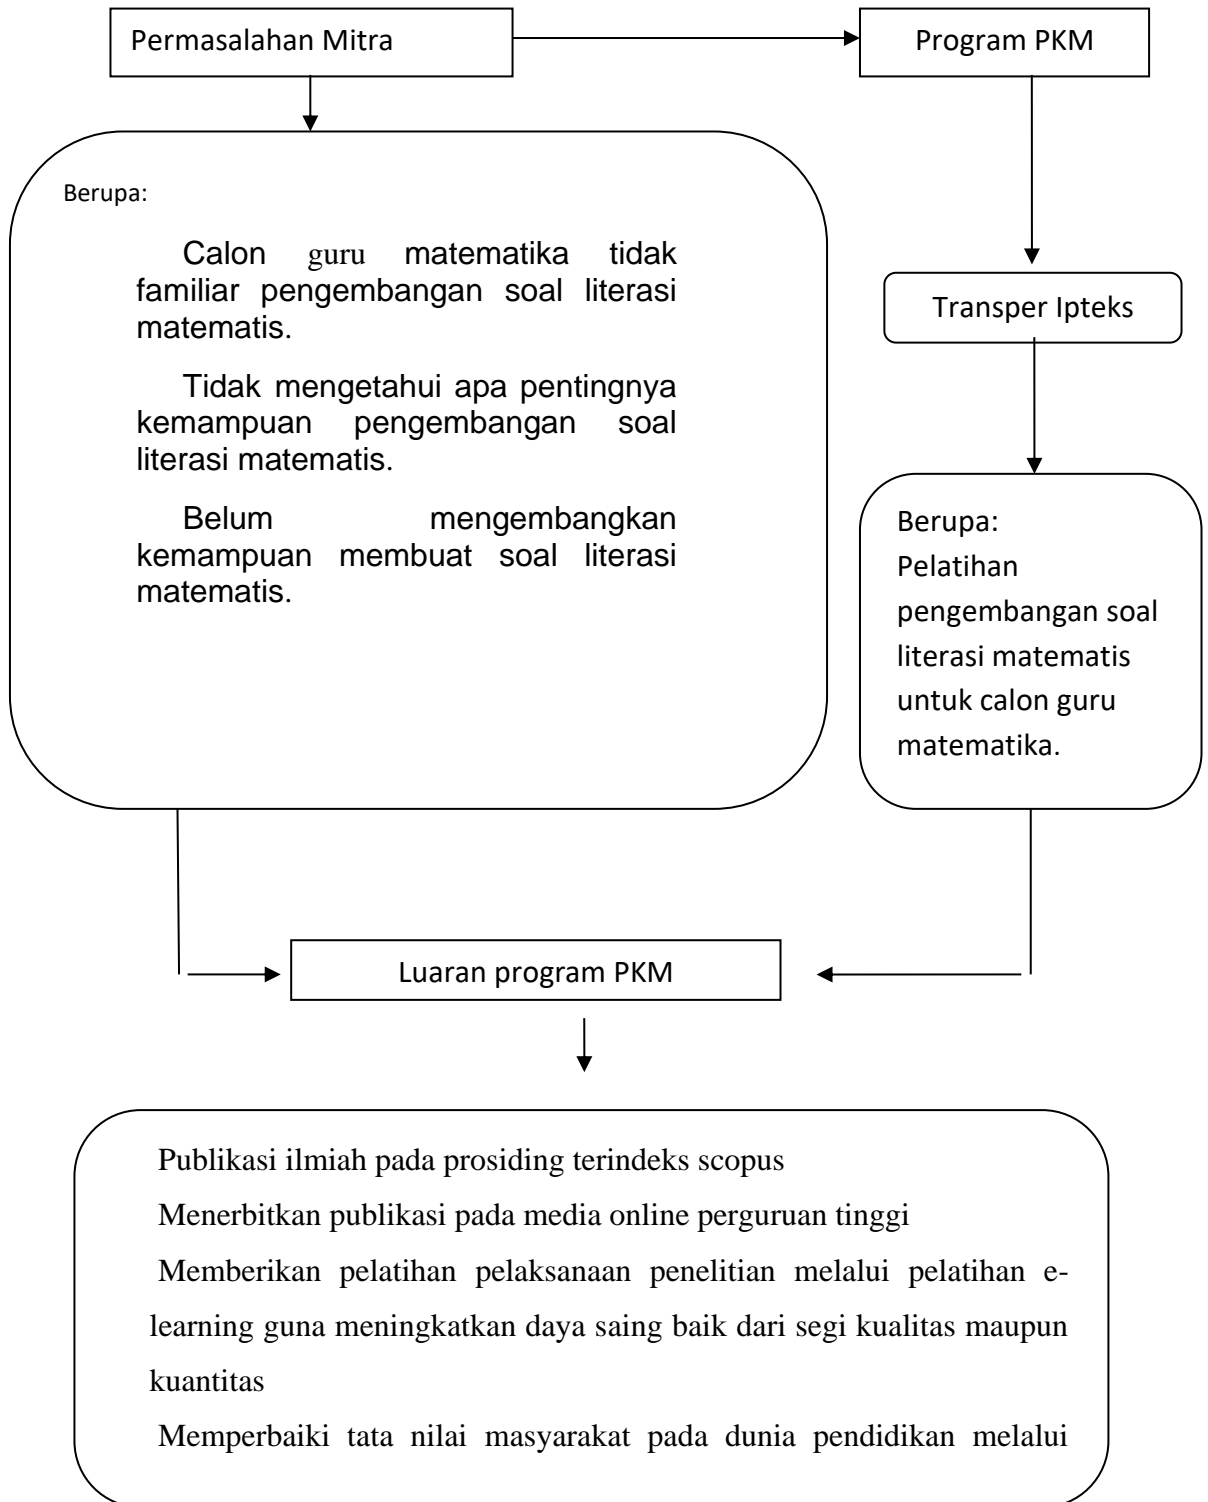 Permasalahan Mitra
Program PKM
Berupa:
Calon guru matematika tidak
familiar pengembangan soal literasi
matematis.
Tidak mengetahui apa pentingnya
kemampuan pengembangan soal
literasi matematis.
Belum mengembangkan
kemampuan membuat soal literasi
matematis.
Transper Ipteks
Berupa:
Pelatihan
pengembangan soal
literasi matematis
untuk calon guru
matematika.
Luaran program PKM
Publikasi ilmiah pada prosiding terindeks scopus
Menerbitkan publikasi pada media online perguruan tinggi
Memberikan pelatihan pelaksanaan penelitian melalui pelatihan e-
learning guna meningkatkan daya saing baik dari segi kualitas maupun
kuantitas
Memperbaiki tata nilai masyarakat pada dunia pendidikan melalui